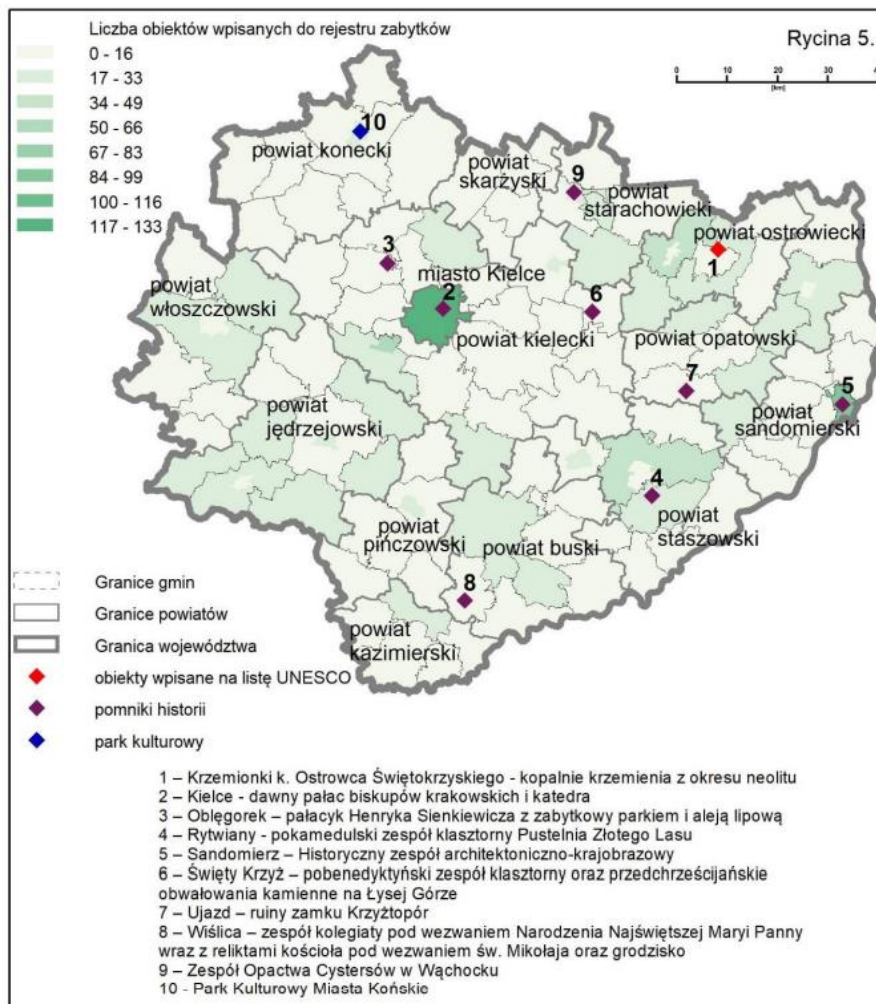 Liczba obiektów wpisanych do rejestru zabytków
Rycina 5.
0 - 16
17 - 33
34 - 49
50 - 66
67 - 83
84 - 99
100 - 116
117 - 133
0 10 20 30
[km]
10
powiat konecki
powiat
skarżyski
9
powiat
starachowicki
powiat ostrowiecki
1
3
miasto Kielce
2
6
powiat
włoszczowski
powiat kielecki
powiat opatowski
7
5
powiat
sandomierski
powiat
jędrzejowski
4
powiat
staszowski
powiat
pińczowski
powiat buski
8
powiat
kazimierski
Granice gmin
Granice powiatów
Granica województwa
obiekty wpisane na listę UNESCO
pomniki historii
park kulturowy
1 – Krzemionki k. Ostrowca Świętokrzyskiego - kopalnie krzemienia z okresu neolitu
2 – Kielce - dawny pałac biskupów krakowskich i katedra
3 – Oblęgorek – pałacyk Henryka Sienkiewicza z zabytkowy parkiem i aleją lipową
4 – Rytwiany - pokamedulski zespół klasztorny Pustelnia Złotego Lasu
5 – Sandomierz – Historyczny zespół architektoniczno-krajobrazowy
6 – Święty Krzyż – pobenedyktyński zespół klasztorny oraz przedchrześcijańskie
obwałowania kamienne na Łysej Górze
7 – Ujazd – ruiny zamku Krzyżtopór
8 – Wiślica – zespół kolegiaty pod wezwaniem Narodzenia Najświętszej Maryi Panny
wraz z reliktami kościoła pod wezwaniem św. Mikołaja oraz grodzisko
9 – Zespół Opactwa Cystersów w Wąchocku
10 - Park Kulturowy Miasta Końskie